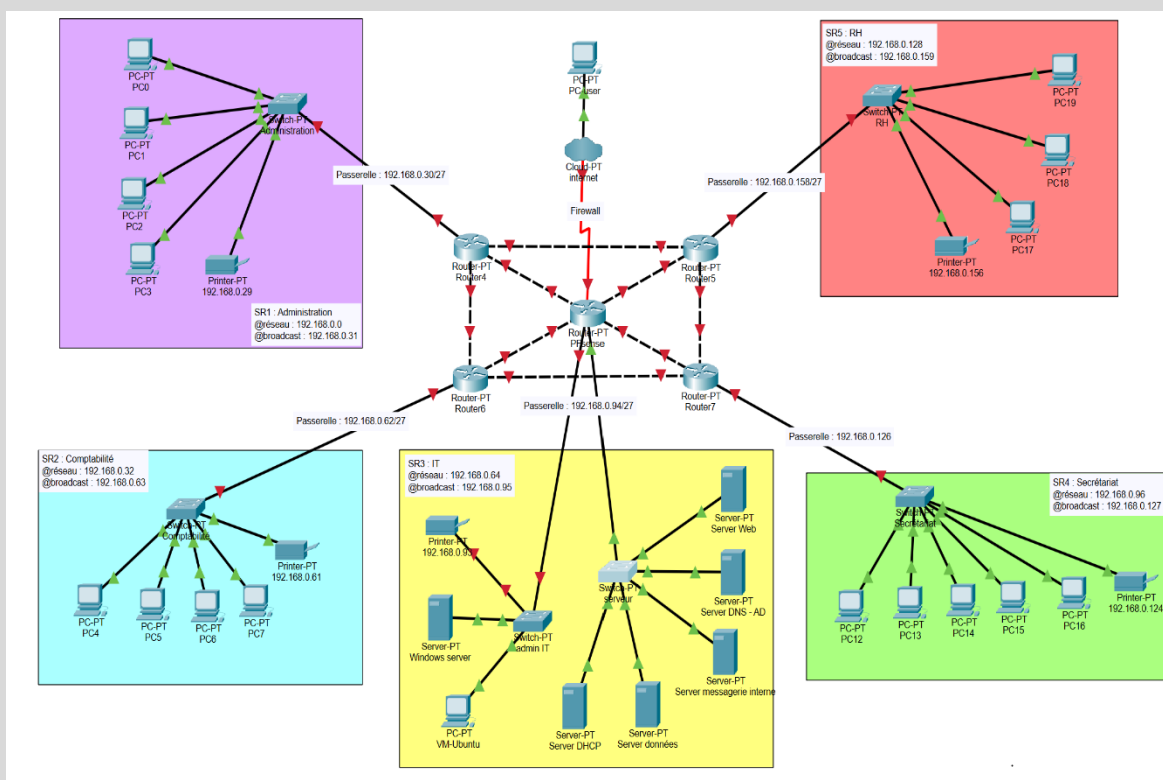 PC-PT
PC0
PC-PT
PC1
PC-PT
PC2
PC-PT
PC3
Printer-PT
192.168.0.29
Switch-PT
Administration
SR1 : Administration
@réseau : 192.168.0.0
@broadcast : 192.168.0.31
Passerelle : 192.168.0.30/27
PC-PT
PC-user
Cloud-PT
internet
Firewall
SR5 : RH
@réseau : 192.168.0.128
@broadcast : 192.168.0.159
Switch-PT
RH
PC-PT
PC19
PC-PT
PC18
PC-PT
PC17
Printer-PT
192.168.0.156
Passerelle : 192.168.0.158/27
Router-PT
Router4
Router-PT
Router5
Router-PT
PFsense
Router-PT
Router6
Router-PT
Router7
Passerelle : 192.168.0.62/27
Passerelle : 192.168.0.94/27
Passerelle : 192.168.0.126
SR2 : Comptabilité
@réseau : 192.168.0.32
@broadcast : 192.168.0.63
Switch-PT
Comptabilité
Printer-PT
192.168.0.61
PC-PT
PC4
PC-PT
PC5
PC-PT
PC6
PC-PT
PC7
SR3 : IT
@réseau : 192.168.0.64
@broadcast : 192.168.0.95
Printer-PT
Server-PT
Windows server
Switch-PT
admin IT
PC-PT
VM-Ubuntu
Switch-PT
serveur
Server-PT
Server Web
Server-PT
Server DNS - AD
Server-PT
Server messagerie interne
Server-PT
Server DHCP
Server-PT
Server données
SR4 : Secrétariat
@réseau : 192.168.0.96
@broadcast : 192.168.0.127
Switch-PT
Secrétariat
Printer-PT
192.168.0.124
PC-PT
PC12
PC-PT
PC13
PC-PT
PC14
PC-PT
PC15
PC-PT
PC16